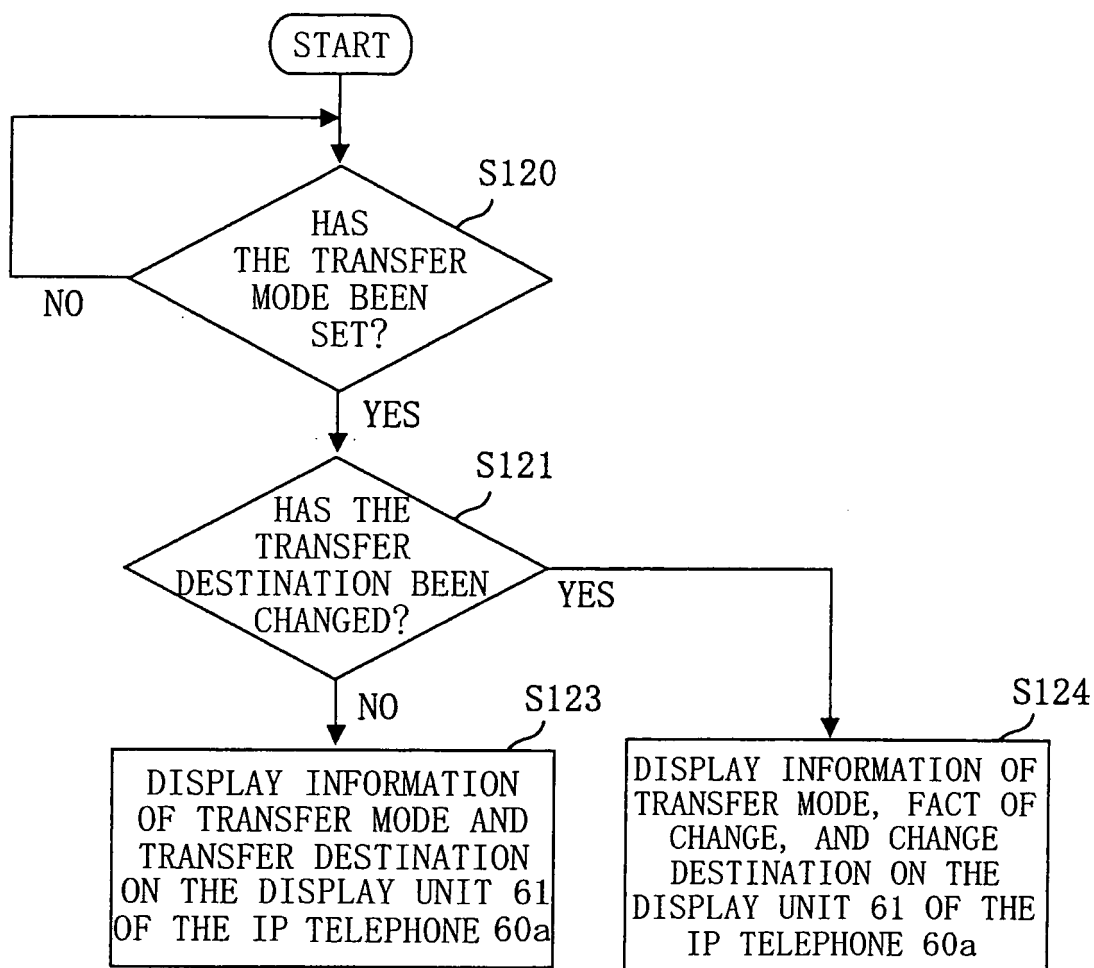 START
S120
HAS
THE TRANSFER
MODE BEEN
SET?
NO
YES
S121
HAS THE
TRANSFER
DESTINATION BEEN
CHANGED?
YES
NO
S123
DISPLAY INFORMATION
OF TRANSFER MODE AND
TRANSFER DESTINATION
ON THE DISPLAY UNIT 61
OF THE IP TELEPHONE 60a
S124
DISPLAY INFORMATION OF
TRANSFER MODE, FACT OF
CHANGE, AND CHANGE
DESTINATION ON THE
DISPLAY UNIT 61 OF THE
IP TELEPHONE 60a